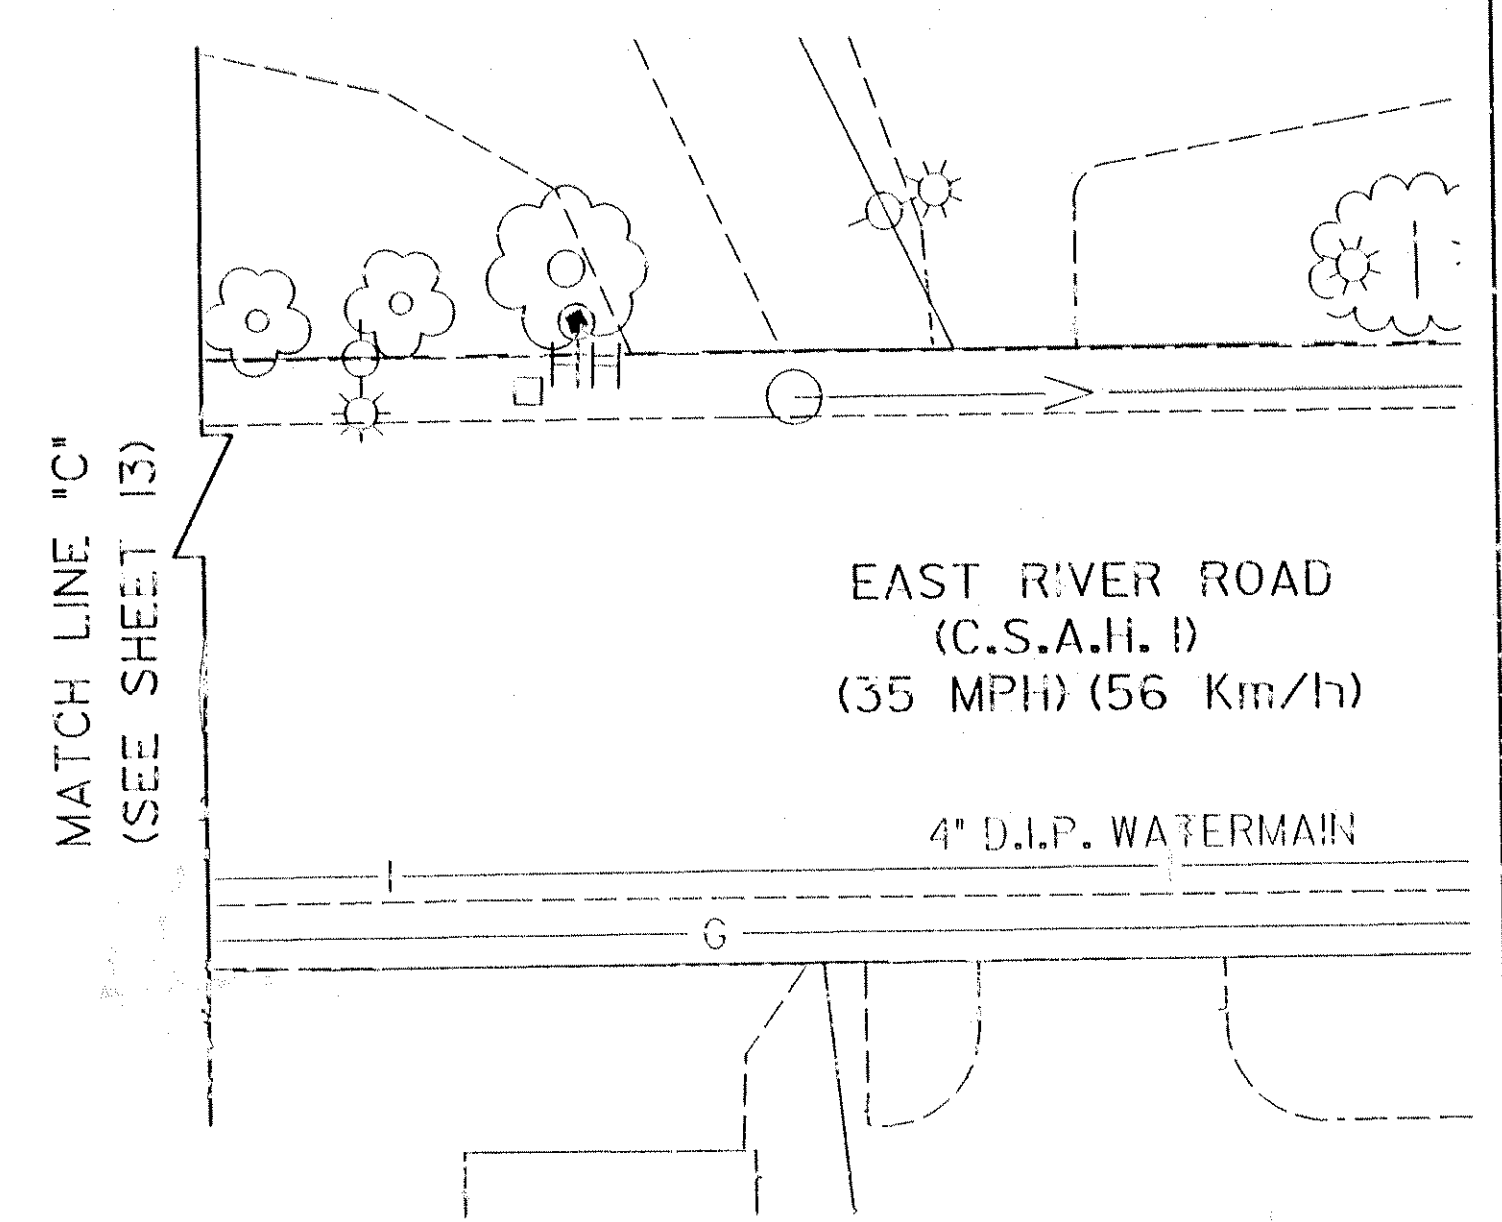 MATCH LINE "C"
(SEE SHEET 13)
EAST RIVER ROAD
(C.S.A.H. 1)
(35 MPH) (56 Km/h)
4" D.I.P. WATERMAIN
G